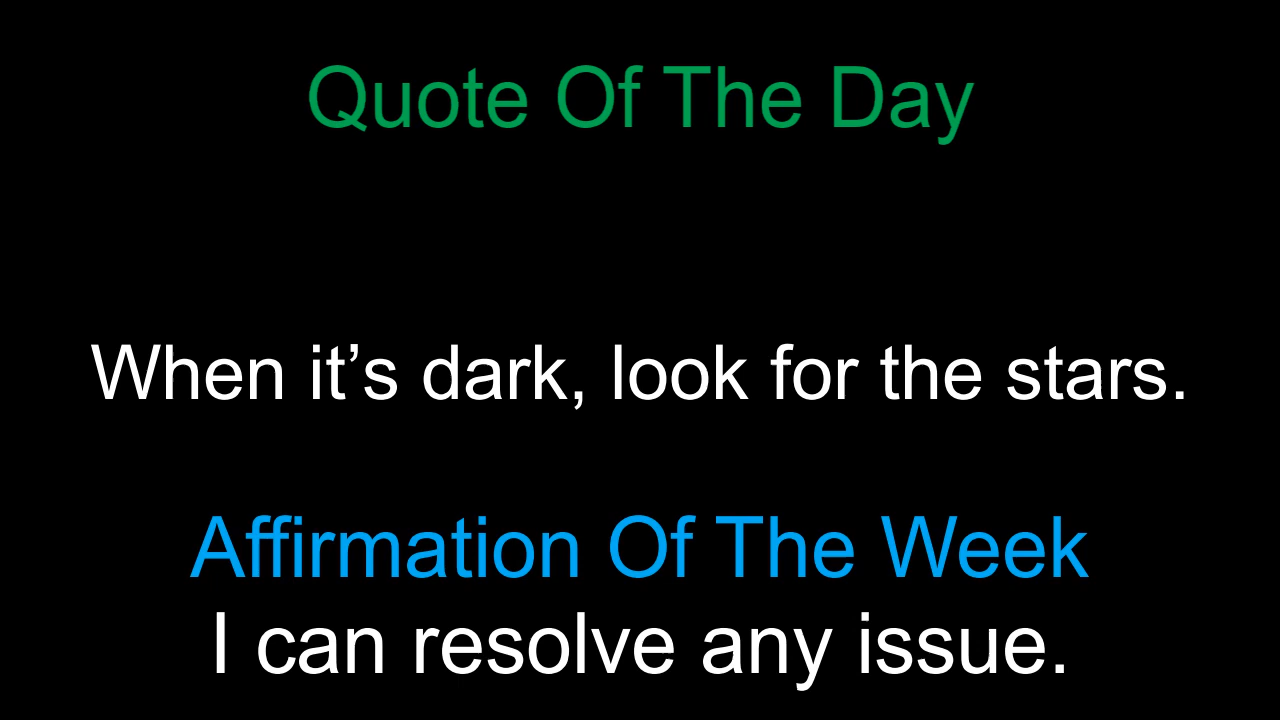 Quote Of The Day
When it’s dark, look for the stars.
Affirmation Of The Week
I can resolve any issue.